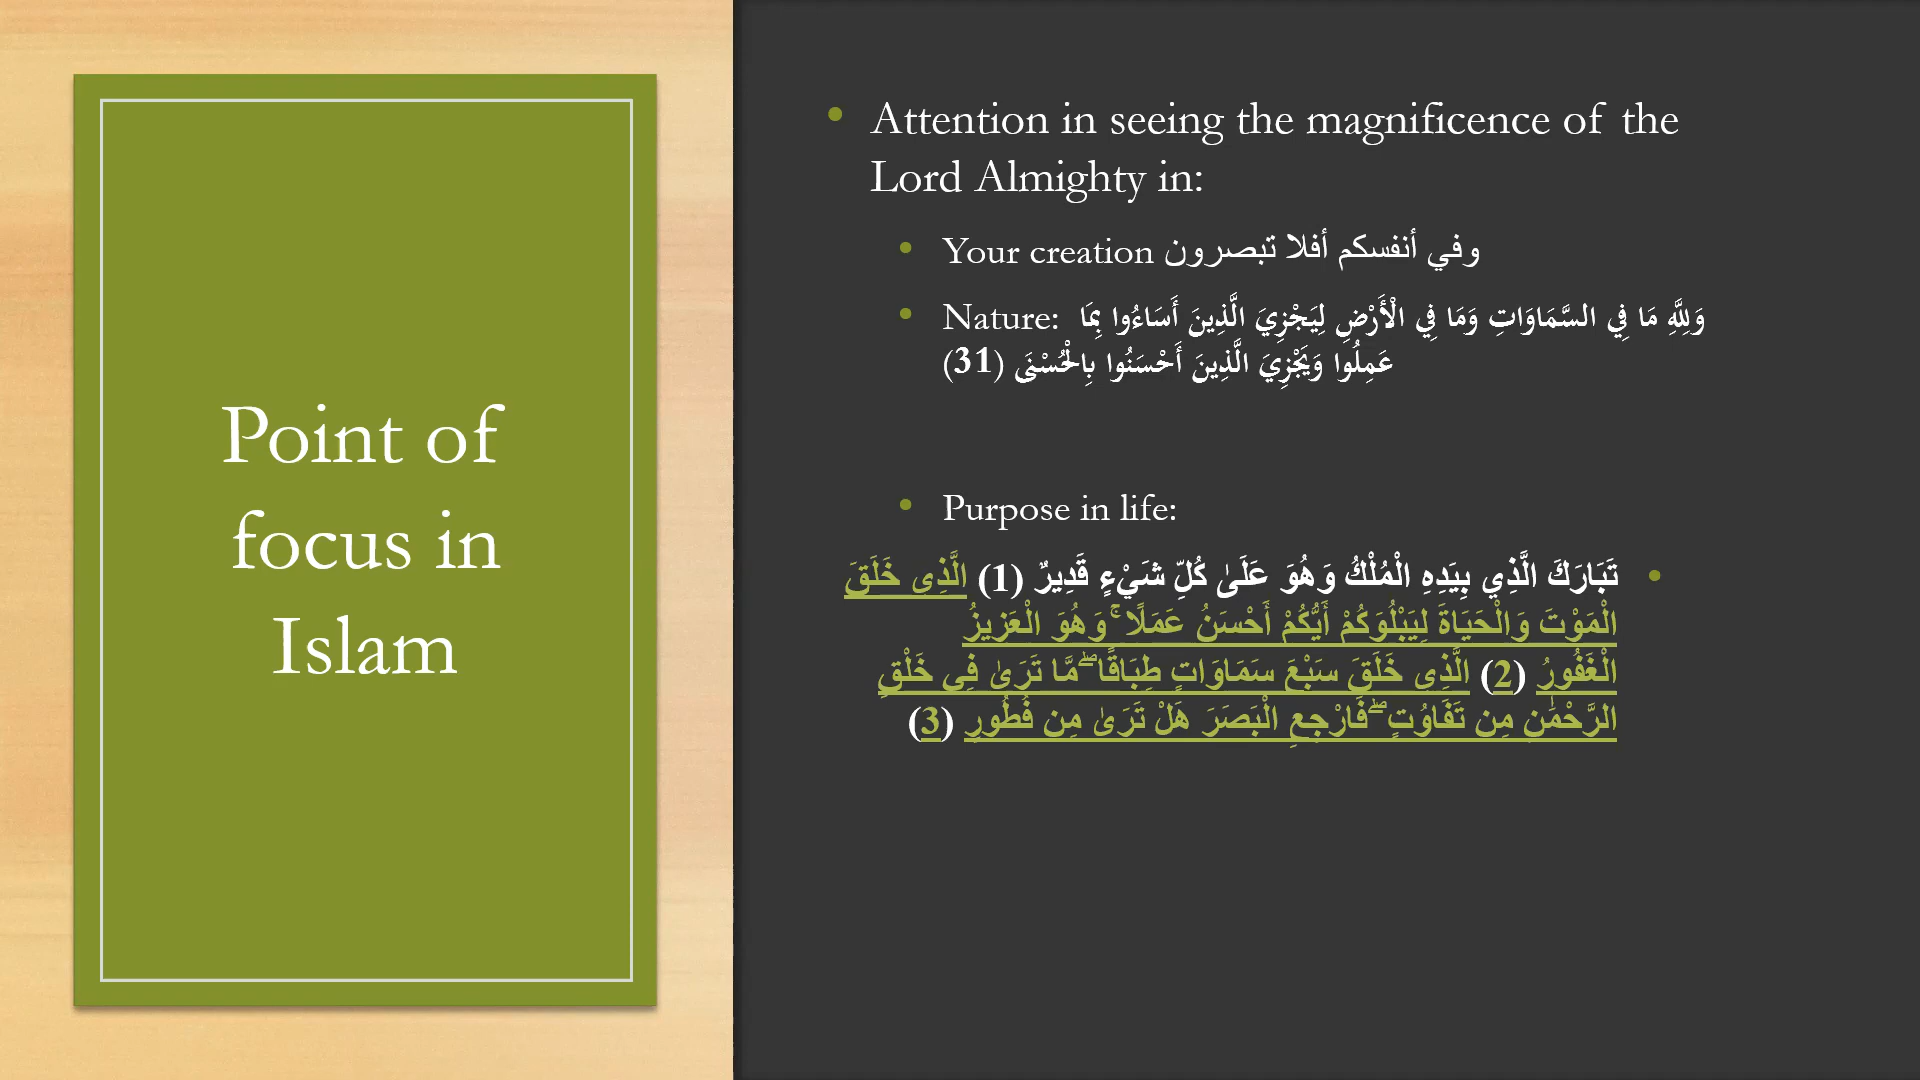 Point of
focus in
Islam
• Attention in seeing the magnificence of the
Lord Almighty in:
• Your creation وفي أنفسكم أفلا تبصرون
• Nature: وَلِلَّهِ مَا فِي السَّمَاوَاتِ وَمَا فِي الْأَرْضِ لِيَجْزِيَ الَّذِينَ أَسَاءُوا بِمَا
عَمِلُوا وَيَجْزِيَ الَّذِينَ أَحْسَنُوا بِالْحُسْنَى (31)
• Purpose in life:
• تَبَارَكَ الَّذِي بِيَدِهِ الْمُلْكُ وَهُوَ عَلَىٰ كُلِّ شَيْءٍ قَدِيرٌ (1) الَّذِي خَلَقَ
الْمَوْتَ وَالْحَيَاةَ لِيَبْلُوَكُمْ أَيُّكُمْ أَحْسَنُ عَمَلًا ۚ وَهُوَ الْعَزِيزُ
الْغَفُورُ (2) الَّذِي خَلَقَ سَبْعَ سَمَاوَاتٍ طِبَاقًا ۖ مَّا تَرَىٰ فِي خَلْقِ
الرَّحْمَٰنِ مِن تَفَاوُتٍ ۖ فَارْجِعِ الْبَصَرَ هَلْ تَرَىٰ مِن فُطُورٍ (3)